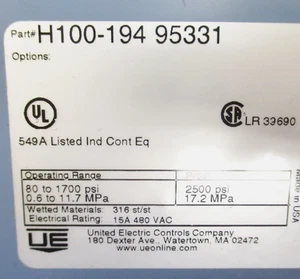 Part# H100-194 95331
Options:
UL
LR 39690
549A Listed Ind Cont Eq
Operating Range
80 to 1700 psi 2500 psi
0.6 to 11.7 MPa 17.2 MPa
Wetted Materials: 316 st/st
Electrical Rating: 15A 480 VAC
Made in USA
UE United Electric Controls Company
180 Dexter Ave., Watertown, MA 02472
www.ueonline.com